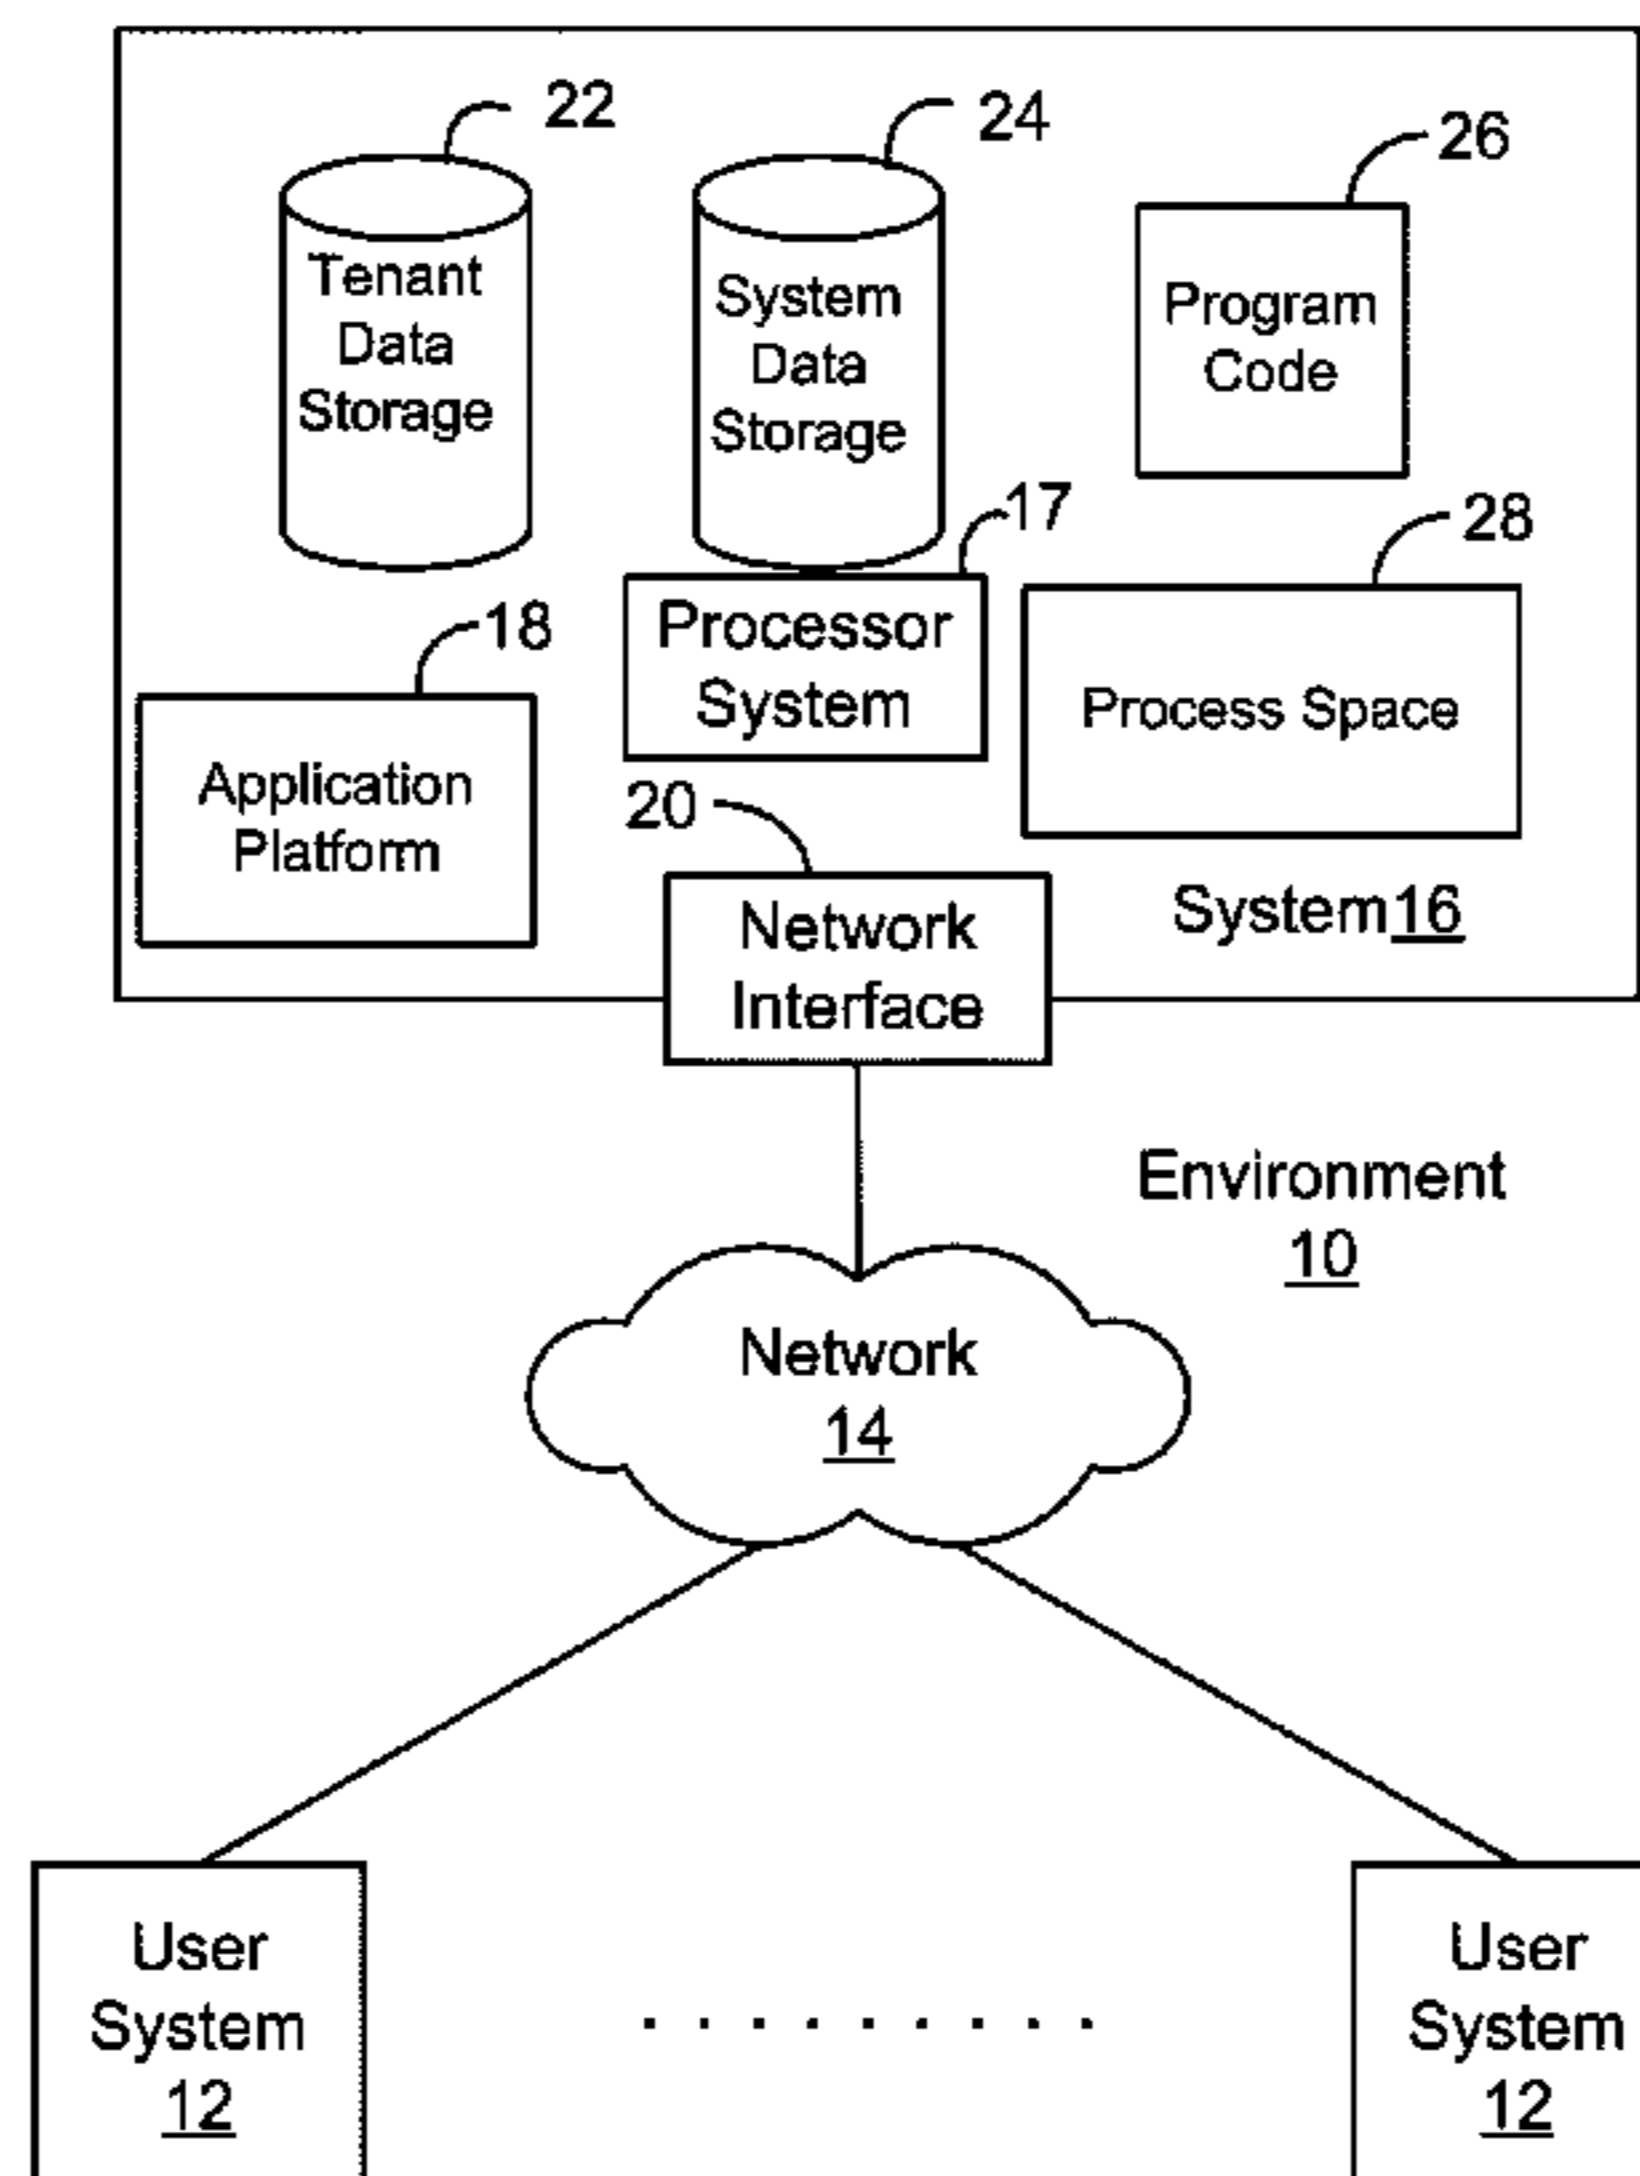 22
24
26
Tenant
Data
Storage
System
Data
Storage
Program
Code
17
28
18
Processor
System
Process Space
Application
Platform
20
Network
Interface
System16
Environment
10
Network
14
User
System
12
User
System
12